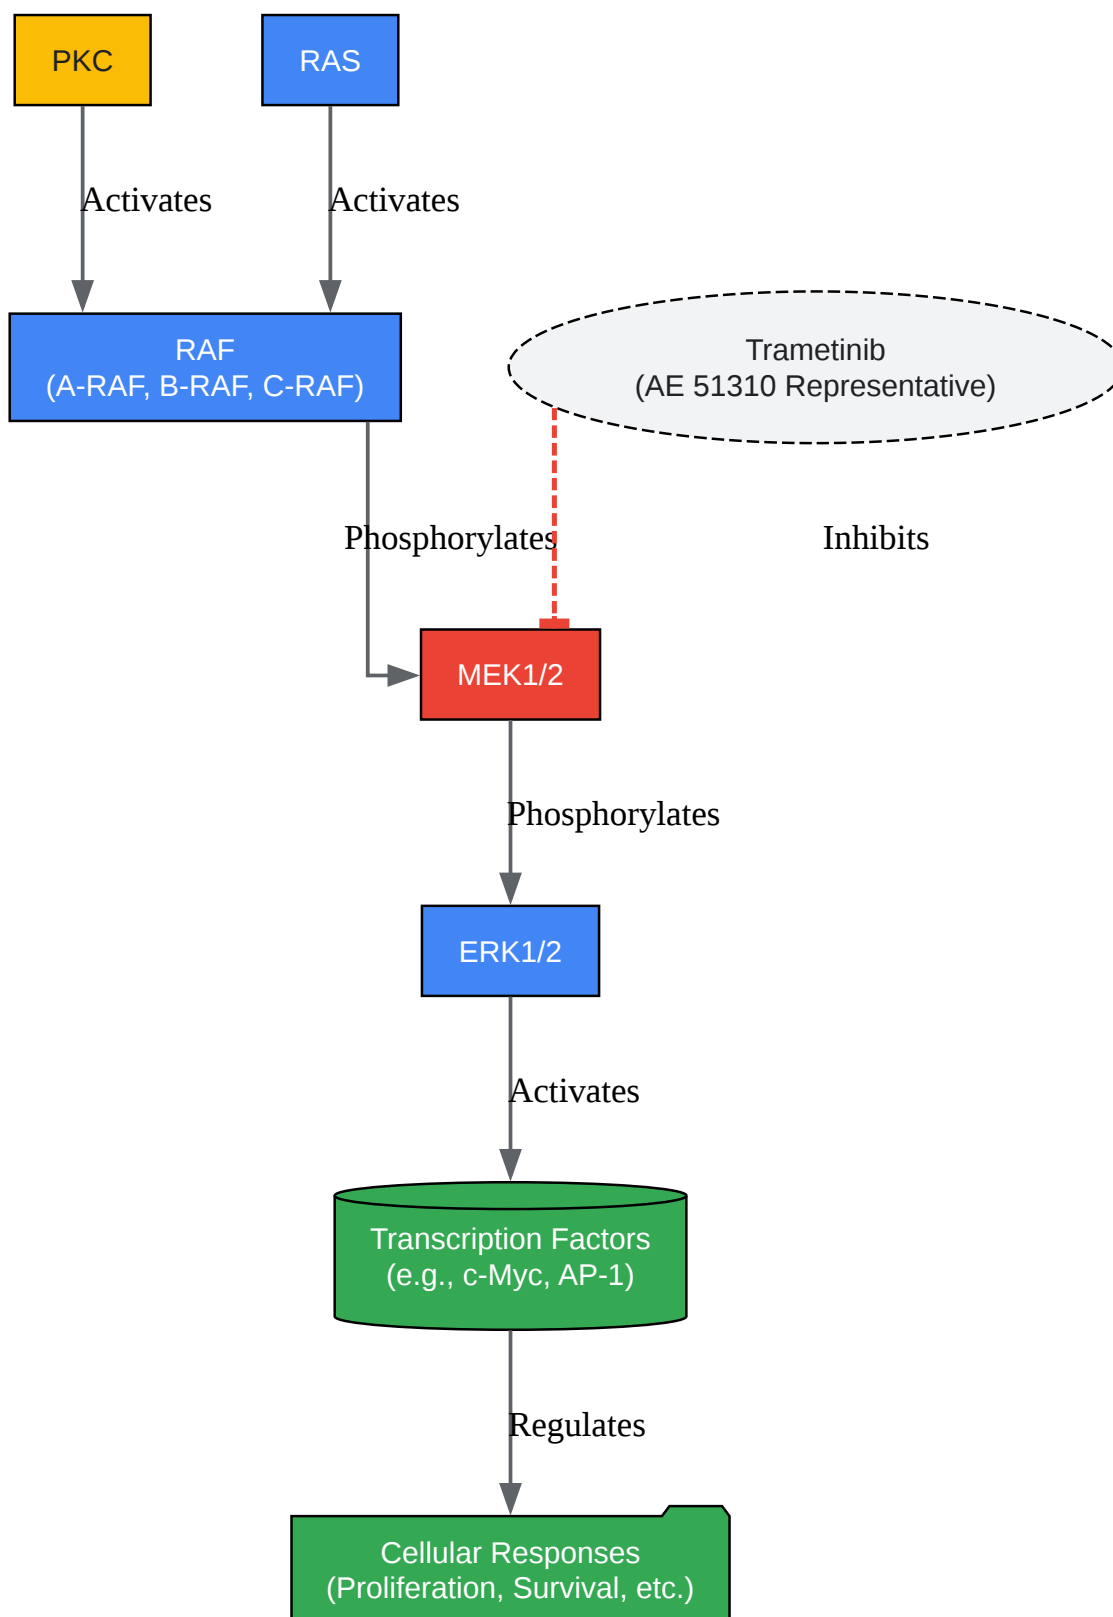 PKC
RAS
Activates
Activates
RAF
(A-RAF, B-RAF, C-RAF)
Trametinib
(AE 51310 Representative)
Phosphorylates
Inhibits
MEK1/2
Phosphorylates
ERK1/2
Activates
Transcription Factors
(e.g., c-Myc, AP-1)
Regulates
Cellular Responses
(Proliferation, Survival, etc.)